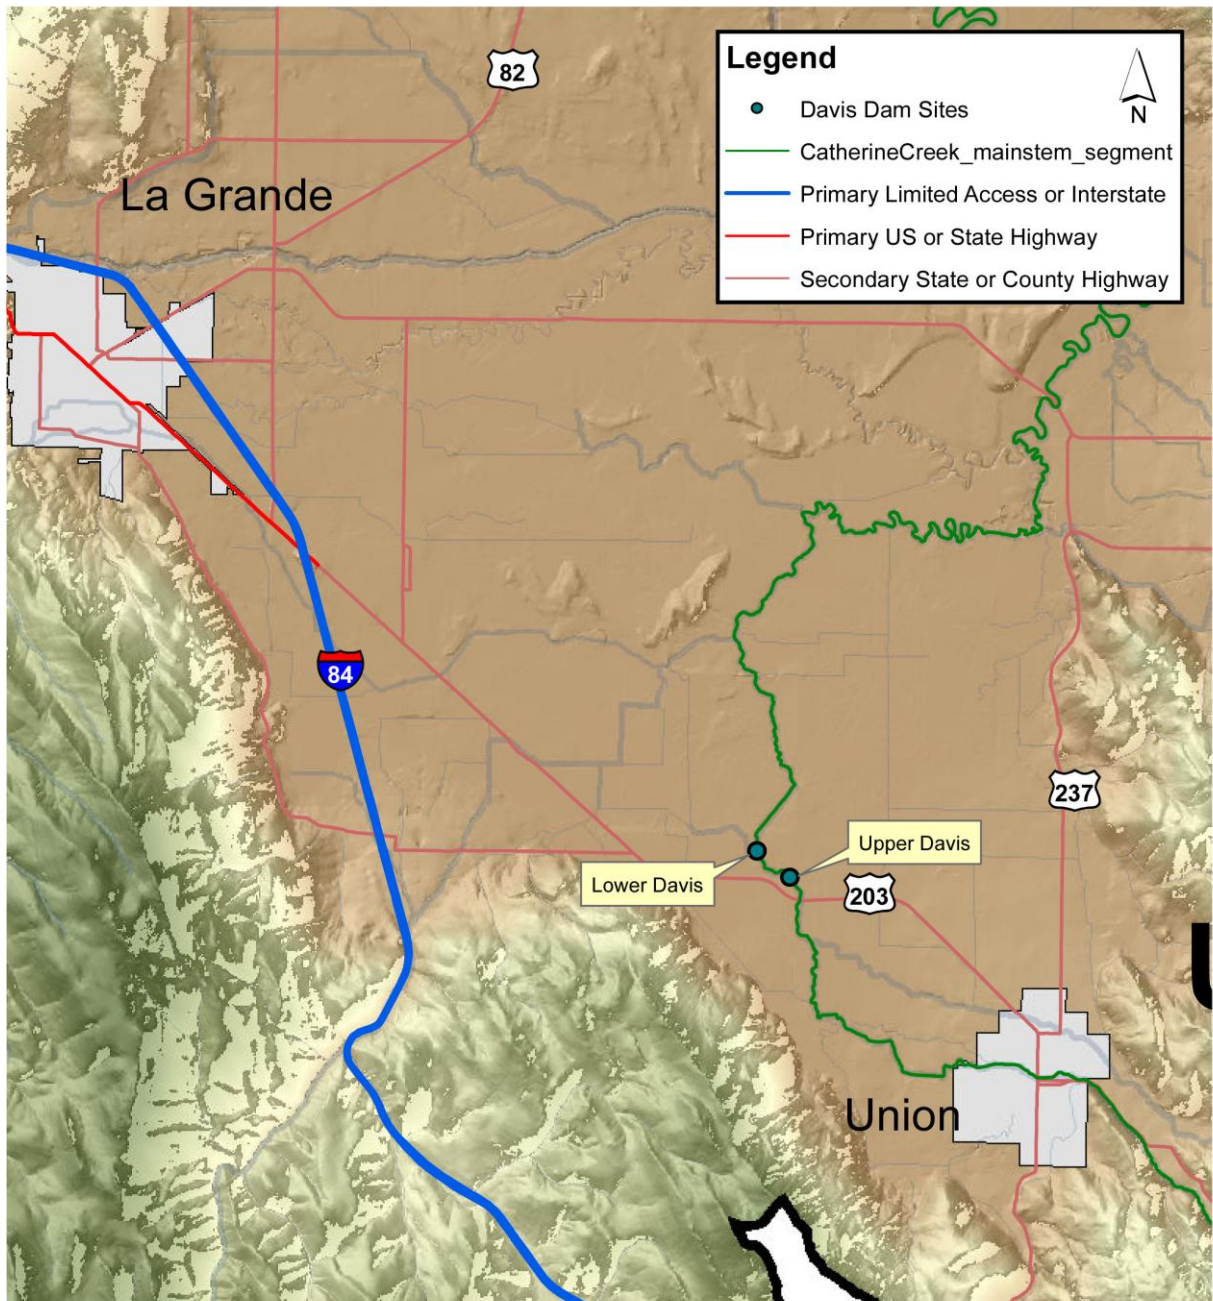 82
Legend
Davis Dam Sites
N
CatherineCreek_mainstem_segment
Primary Limited Access or Interstate
Primary US or State Highway
Secondary State or County Highway
La Grande
84
237
Upper Davis
Lower Davis
203
Union